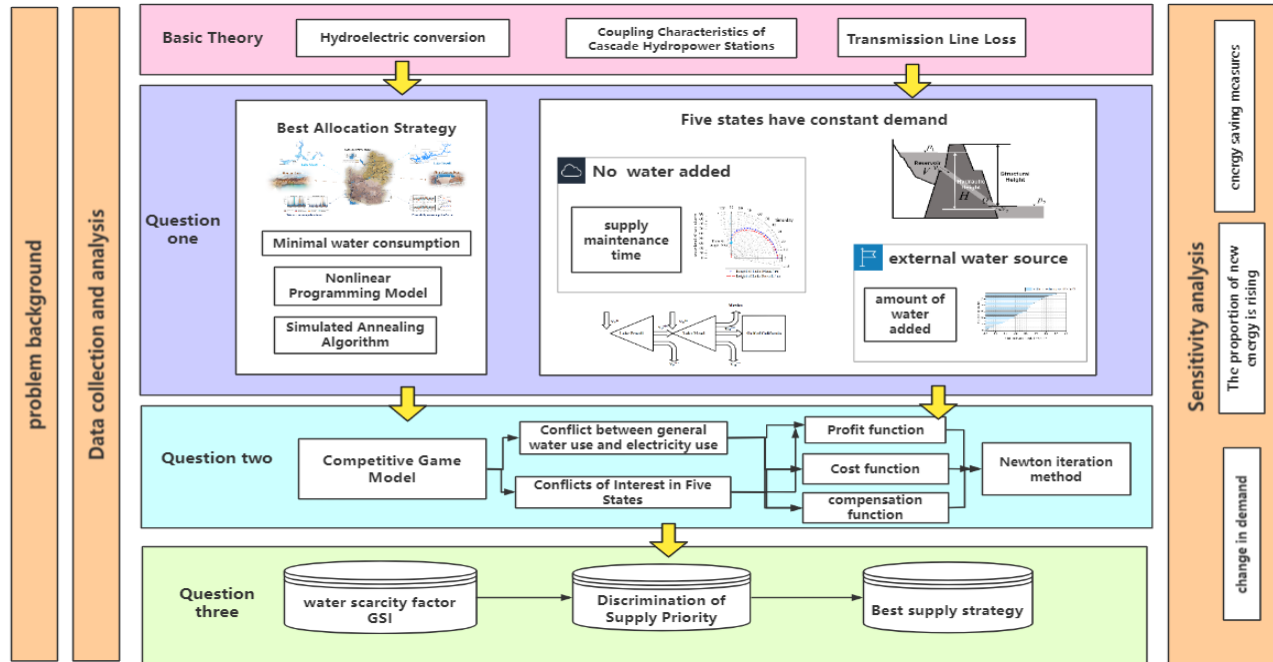 problem background
Data collection and analysis
Basic Theory
Hydroelectric conversion
Coupling Characteristics of
Cascade Hydropower Stations
Transmission Line Loss
Question
one
Best Allocation Strategy
Minimal water consumption
Nonlinear
Programming Model
Simulated Annealing
Algorithm
Five states have constant demand
No water added
supply
maintenance
time
Reservoir
Hydraulic
Height
H
Structural
Height
external water source
amount of
water
added
Question two
Competitive Game
Model
Conflict between general
water use and electricity use
Conflicts of Interest in Five
States
Profit function
Cost function
compensation
function
Newton iteration
method
Question
three
water scarcity factor
GSI
Discrimination of
Supply Priority
Best supply strategy
Sensitivity analysis
energy saving measures
The proportion of new
energy is rising
change in demand